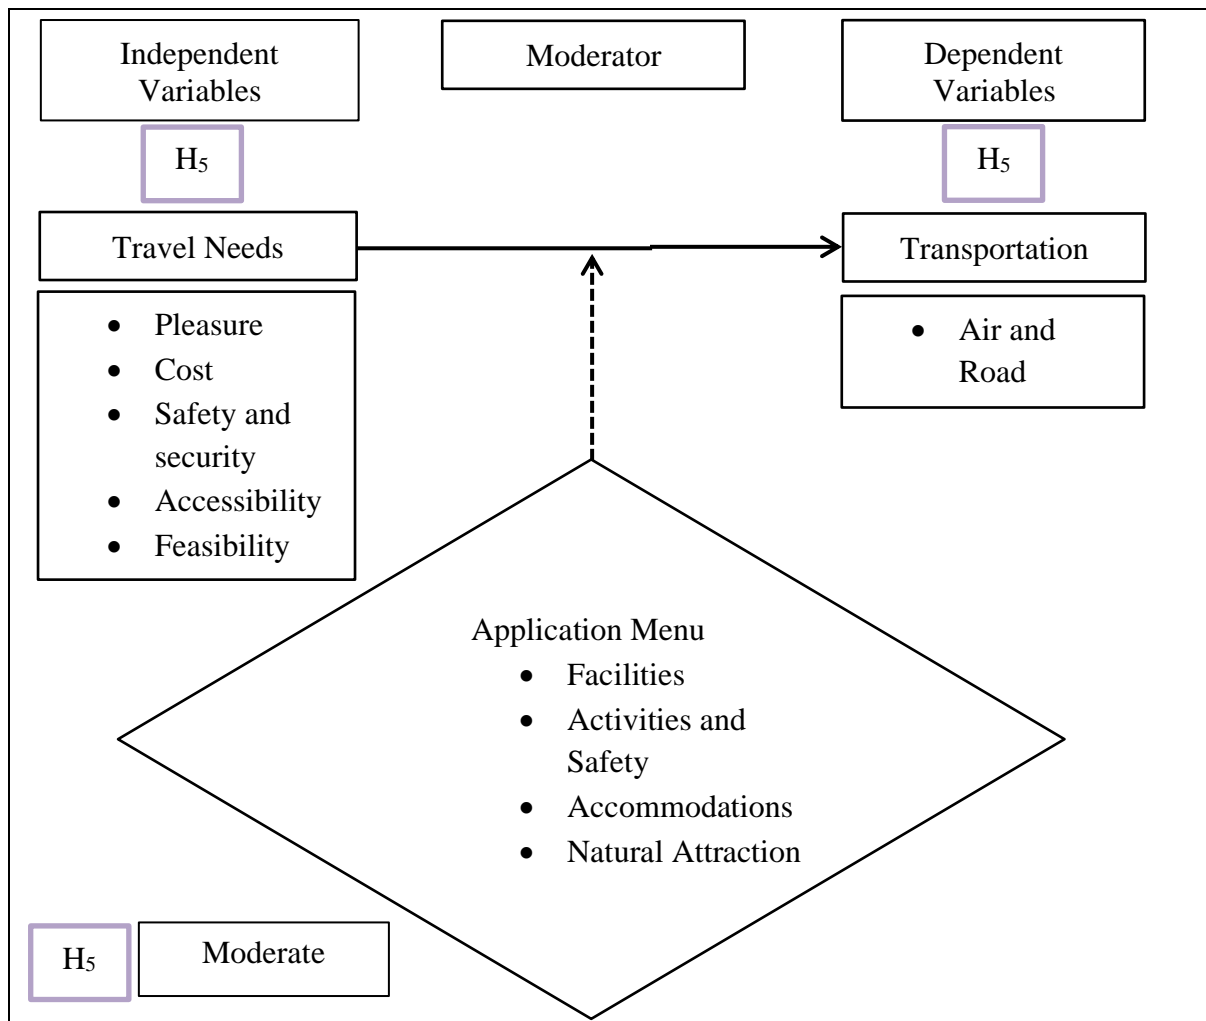 Independent
Variables
Moderator
Dependent
Variables
H₅
H₅
Travel Needs
Transportation
• Pleasure
• Cost
• Safety and
security
• Accessibility
• Feasibility
• Air and
Road
Application Menu
• Facilities
• Activities and
Safety
• Accommodations
• Natural Attraction
H₅
Moderate